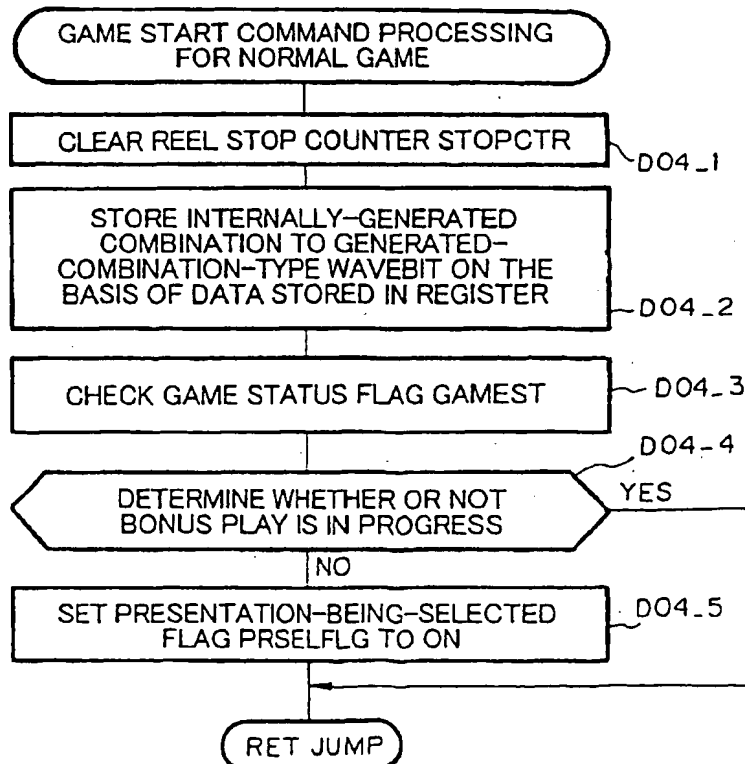 GAME START COMMAND PROCESSING
FOR NORMAL GAME
CLEAR REEL STOP COUNTER STOPCTR
D04_1
STORE INTERNALLY-GENERATED
COMBINATION TO GENERATED-
COMBINATION-TYPE WAVEBIT ON THE
BASIS OF DATA STORED IN REGISTER
D04_2
CHECK GAME STATUS FLAG GAMEST
D04_3
D04_4
DETERMINE WHETHER OR NOT
BONUS PLAY IS IN PROGRESS
YES
NO
SET PRESENTATION-BEING-SELECTED
FLAG PRSELFLG TO ON
D04_5
RET JUMP